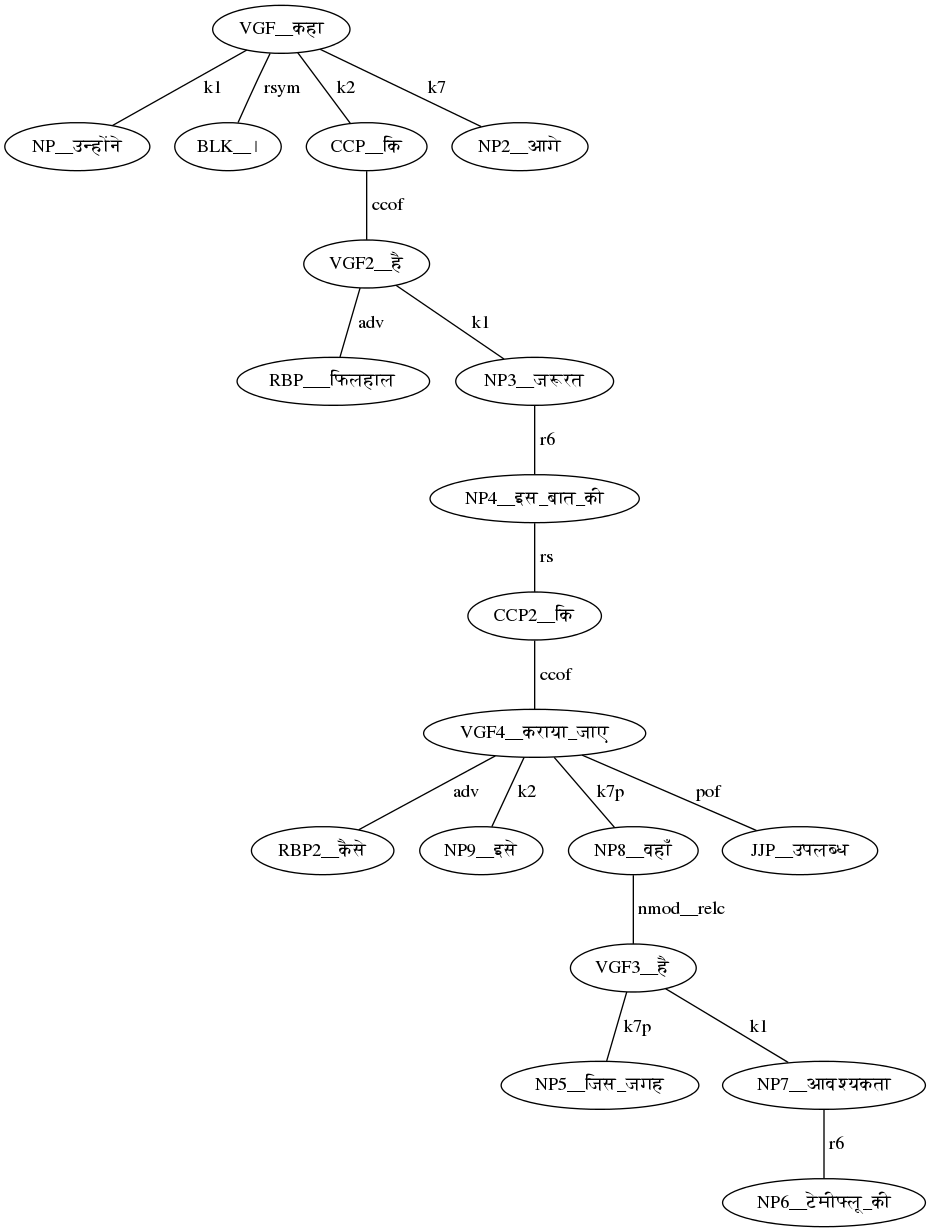 VGF__कहा
k1 rsym k2 k7
NP__उन्होंने BLK__। CCP__कि NP2__आगे
ccof
VGF2__है
adv k1
RBP___फिलहाल NP3__जरूरत
r6
NP4__इस_बात_की
rs
CCP2__कि
ccof
VGF4__कराया_जाए
adv k2 k7p pof
RBP2__कैसे NP9__इसे NP8__वहाँ JJP__उपलब्ध
nmod__relc
VGF3__है
k7p k1
NP5__जिस_जगह NP7__आवश्यकता
r6
NP6__टेमीफ्लू_की